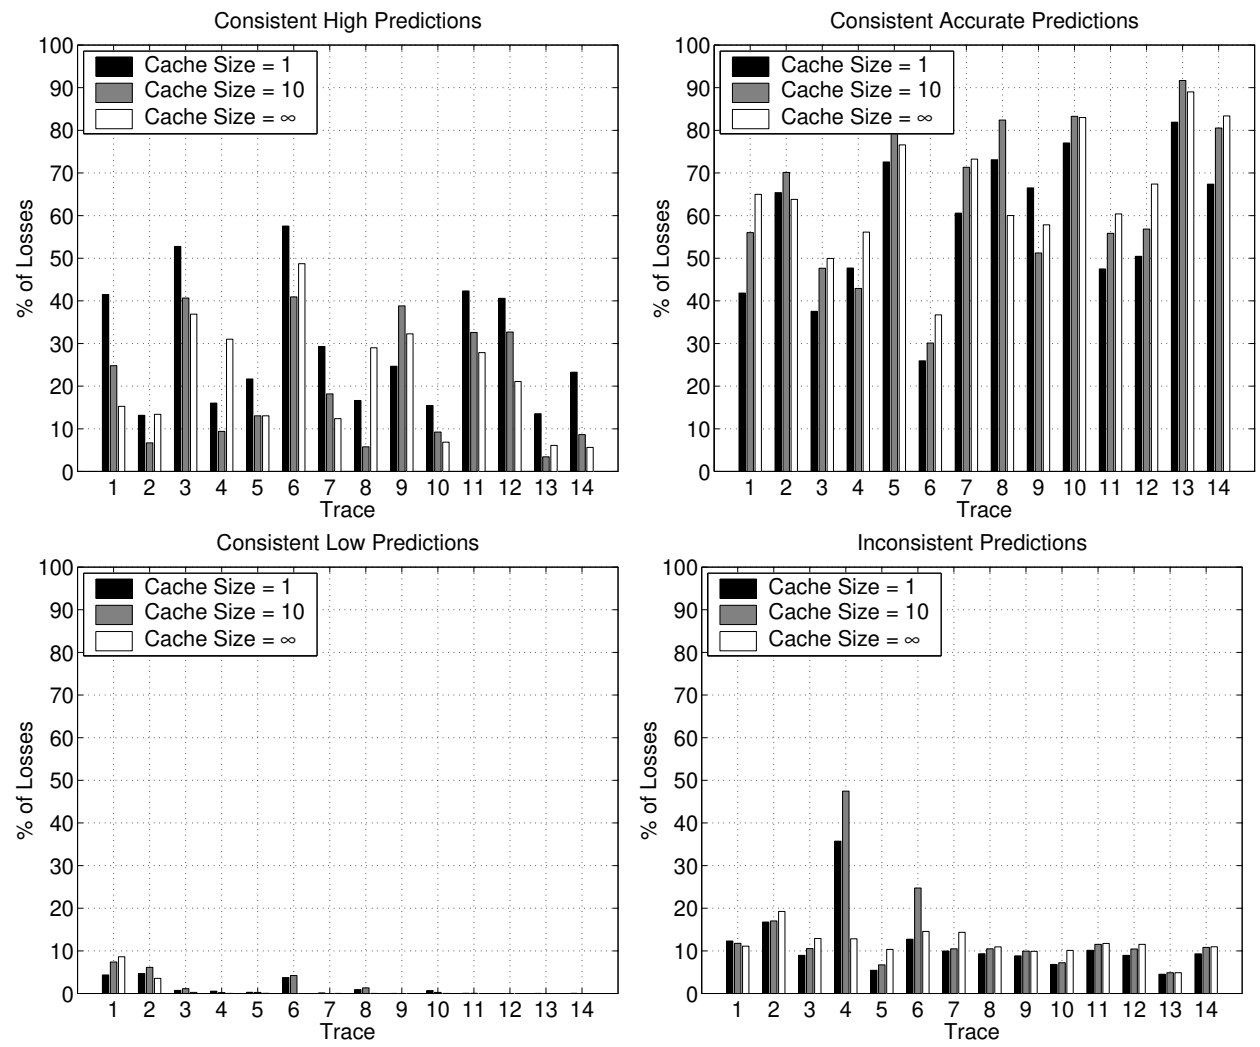 Consistent High Predictions
100
90
80
70
60
50
40
30
20
10
0
% of Losses
Cache Size = 1
Cache Size = 10
Cache Size = ∞
1 2 3 4 5 6 7 8 9 10 11 12 13 14
Trace
Consistent Accurate Predictions
100
90
80
70
60
50
40
30
20
10
0
% of Losses
Cache Size = 1
Cache Size = 10
Cache Size = ∞
1 2 3 4 5 6 7 8 9 10 11 12 13 14
Trace
Consistent Low Predictions
100
90
80
70
60
50
40
30
20
10
0
% of Losses
Cache Size = 1
Cache Size = 10
Cache Size = ∞
1 2 3 4 5 6 7 8 9 10 11 12 13 14
Trace
Inconsistent Predictions
100
90
80
70
60
50
40
30
20
10
0
% of Losses
Cache Size = 1
Cache Size = 10
Cache Size = ∞
1 2 3 4 5 6 7 8 9 10 11 12 13 14
Trace